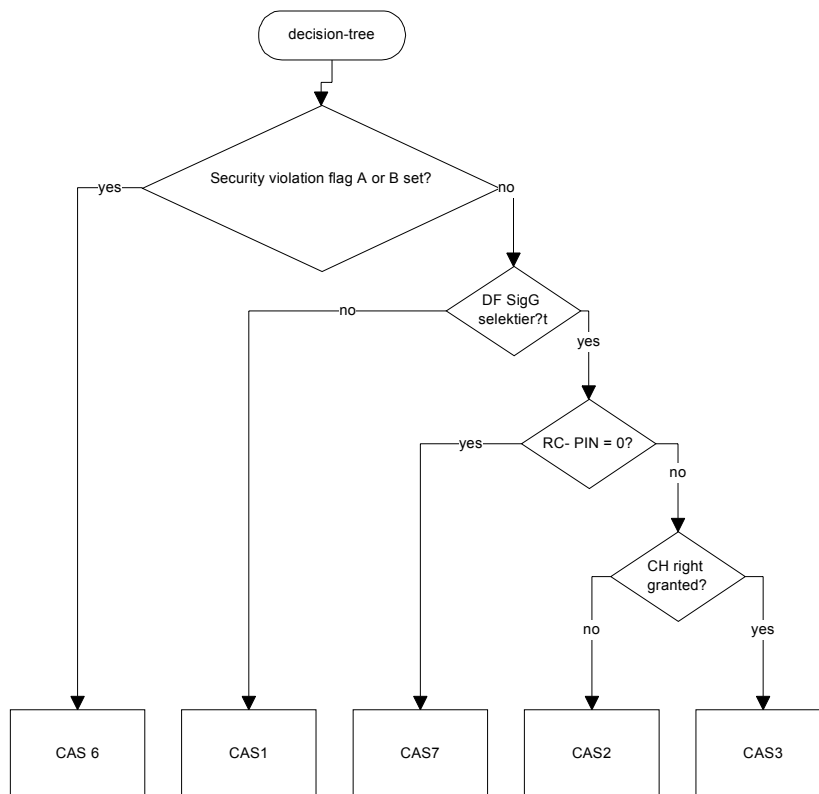 decision-tree
Security violation flag A or B set?
yes
no
DF SigG
selektier?t
no
yes
RC- PIN = 0?
yes
no
CH right
granted?
no
yes
CAS 6
CAS1
CAS7
CAS2
CAS3